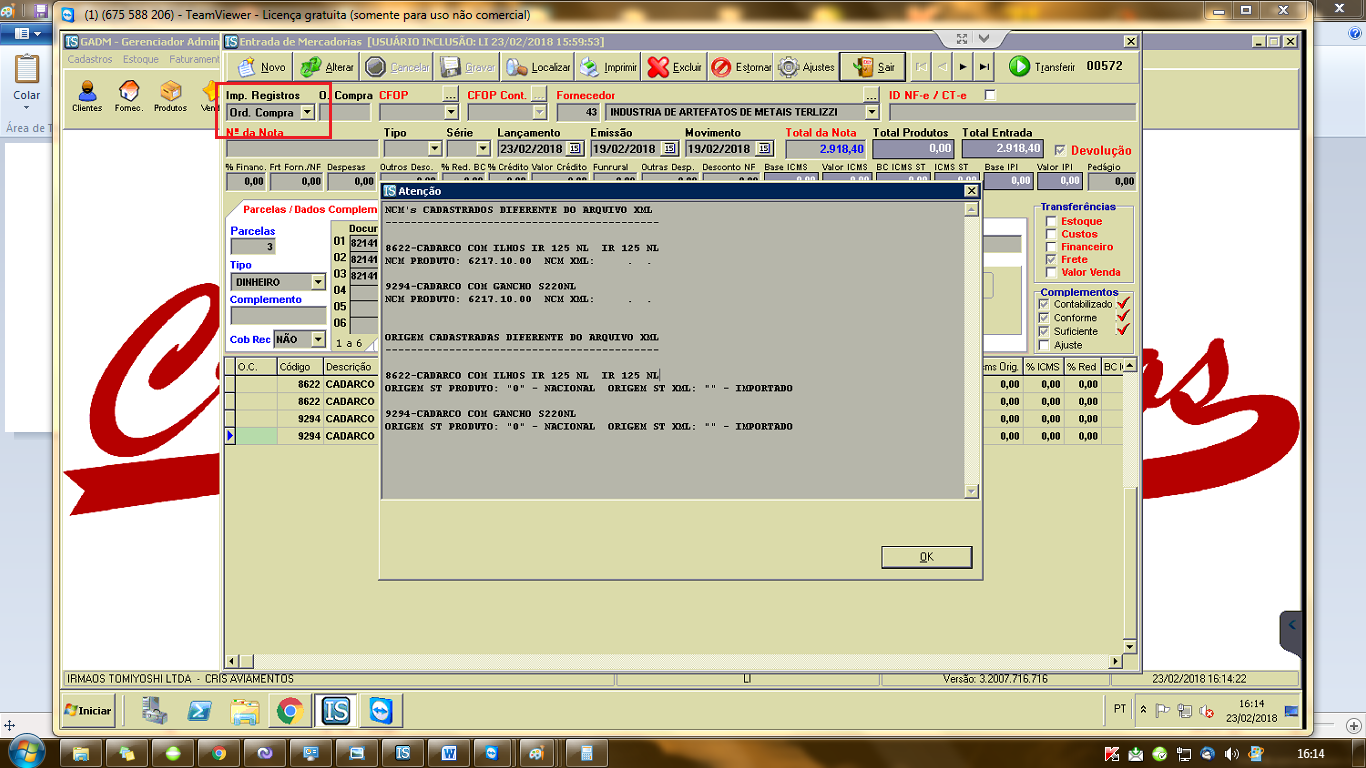 (1) (675 588 206) - TeamViewer - Licença gratuita (somente para uso não comercial)
GADM - Gerenciador Admin
Entrada de Mercadorias [USUÁRIO INCLUSÃO: LI 23/02/2018 15:59:53]
Cadastros Estoque Faturament
Novo Alterar Cancelar Gravar Localizar Imprimir Excluir Estornar Ajustes Sair Transferir 00572
Colar
Clientes Fornec. Produtos Ven
Área de T
Imp. Registros O. Compra CFOP ... CFOP Cont. ... Fornecedor ... ID NF-e / CT-e
Ord. Compra 43 INDUSTRIA DE ARTEFATOS DE METAIS TERLIZZI
Nº da Nota Tipo Série Lançamento Emissão Movimento Total da Nota Total Produtos Total Entrada
23/02/2018 15 19/02/2018 15 19/02/2018 15 2.918,40 0,00 2.918,40 Devolução
% Financ. Frt Forn./NF Despesas Outros Desc. % Red. BC % Crédito Valor Crédito Funrural Outras Desp. Desconto NF Base ICMS Valor ICMS BC ICMS ST ICMS ST Base IPI Valor IPI Pedágio
0,00 0,00 0,00 0,00 0,00 0,00
Atenção
NCM's CADASTRADOS DIFERENTE DO ARQUIVO XML
------------------------------------------
8622-CADARCO COM ILHOS IR 125 NL IR 125 NL
NCM PRODUTO: 6217.10.00 NCM XML: . .
9294-CADARCO COM GANCHO S220NL
NCM PRODUTO: 6217.10.00 NCM XML: . .
ORIGEM CADASTRADAS DIFERENTE DO ARQUIVO XML
------------------------------------------
8622-CADARCO COM ILHOS IR 125 NL IR 125 NL
ORIGEM ST PRODUTO: "0" - NACIONAL ORIGEM ST XML: "" - IMPORTADO
9294-CADARCO COM GANCHO S220NL
ORIGEM ST PRODUTO: "0" - NACIONAL ORIGEM ST XML: "" - IMPORTADO
OK
Parcelas / Dados Complem
Parcelas
3
Tipo
DINHEIRO
Complemento
Cob Rec NÃO
Docum
01 82141
02 82141
03 82141
04
05
06
1 a 6
Transferências
Estoque
Custos
Financeiro
Frete
Valor Venda
Complementos
Contabilizado
Conforme
Suficiente
Ajuste
O.C. Código Descrição ms Orig. % ICMS % Red BC I
8622 CADARCO 0,00 0,00 0,00
8622 CADARCO 0,00 0,00 0,00
9294 CADARCO 0,00 0,00 0,00
9294 CADARCO 0,00 0,00 0,00
IRMAOS TOMIYOSHI LTDA - CRIS AVIAMENTOS LI Versão: 3.2007.716.716 23/02/2018 16:14:22
Iniciar IS PT 16:14
23/02/2018
16:14